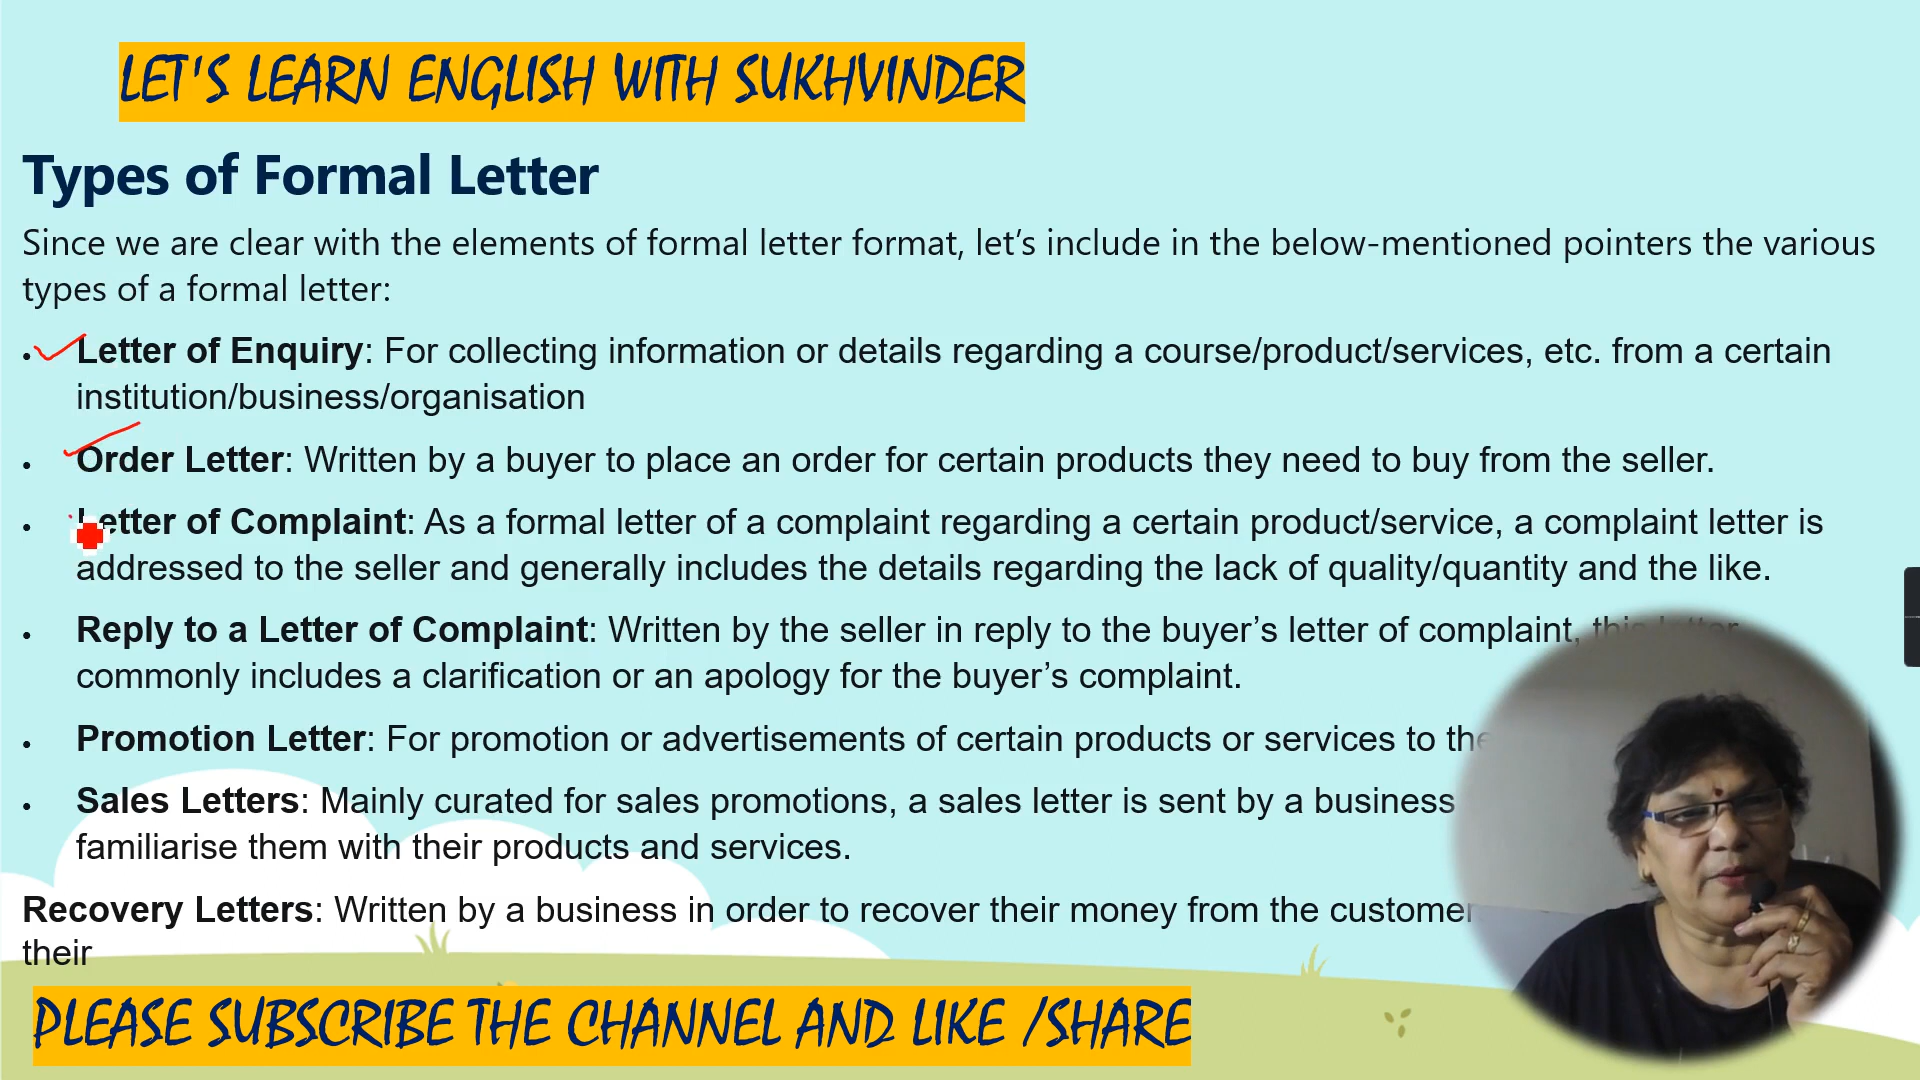 LET'S LEARN ENGLISH WITH SUKHVINDER
Types of Formal Letter
Since we are clear with the elements of formal letter format, let’s include in the below-mentioned pointers the various
types of a formal letter:
• Letter of Enquiry: For collecting information or details regarding a course/product/services, etc. from a certain
institution/business/organisation
• Order Letter: Written by a buyer to place an order for certain products they need to buy from the seller.
• Letter of Complaint: As a formal letter of a complaint regarding a certain product/service, a complaint letter is
addressed to the seller and generally includes the details regarding the lack of quality/quantity and the like.
• Reply to a Letter of Complaint: Written by the seller in reply to the buyer’s letter of complaint, this letter
commonly includes a clarification or an apology for the buyer’s complaint.
• Promotion Letter: For promotion or advertisements of certain products or services to the
• Sales Letters: Mainly curated for sales promotions, a sales letter is sent by a business
familiarise them with their products and services.
Recovery Letters: Written by a business in order to recover their money from the customer
their
PLEASE SUBSCRIBE THE CHANNEL AND LIKE /SHARE